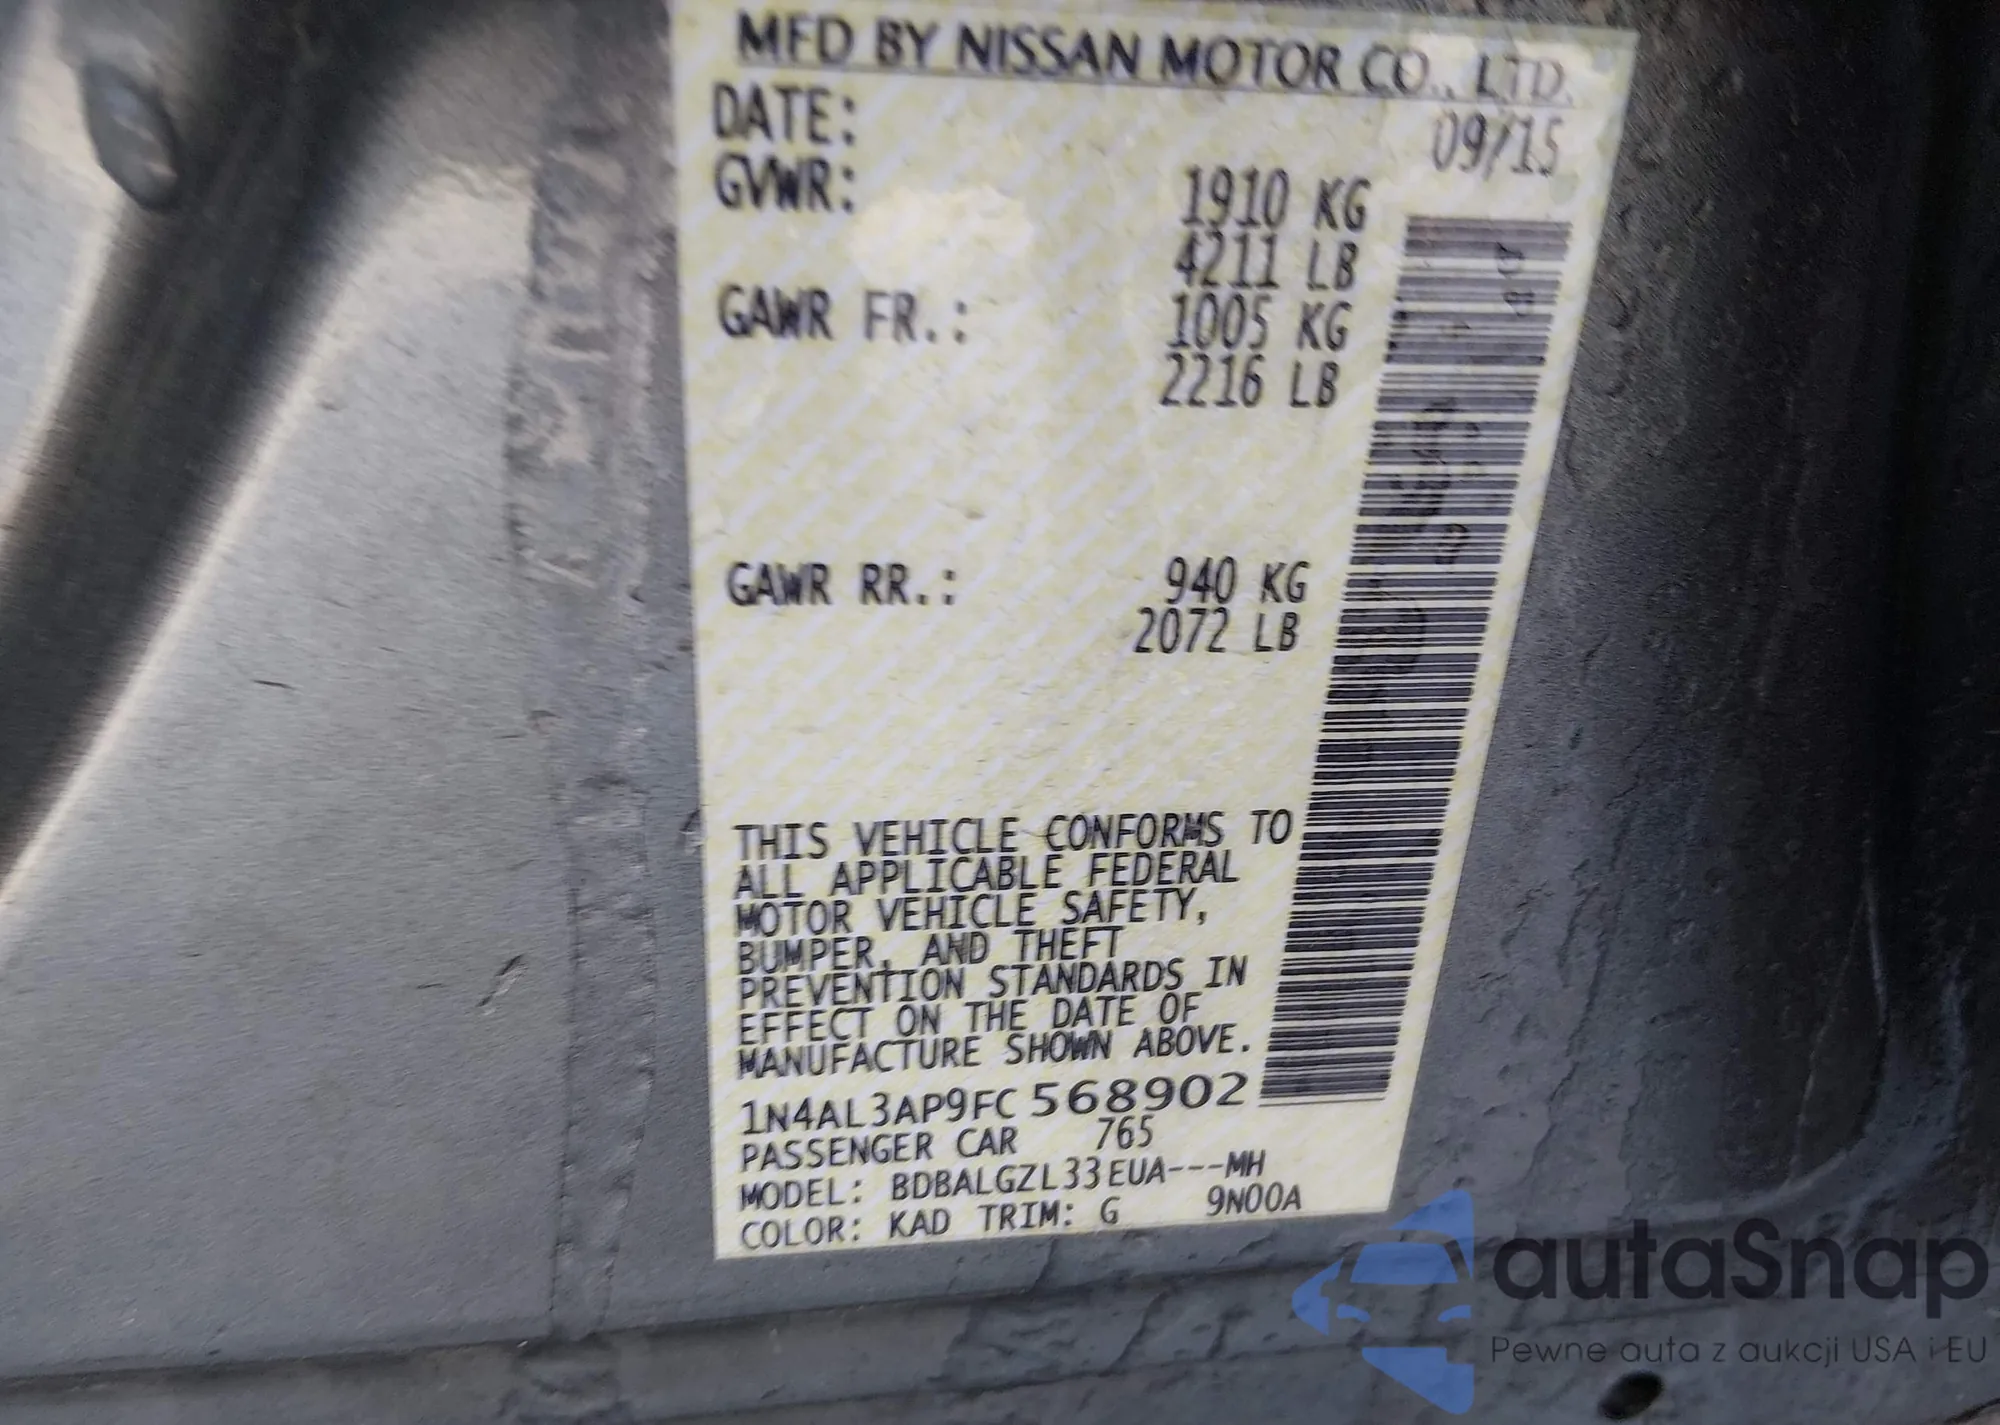 MFD BY NISSAN MOTOR CO., LTD.
DATE: 09/15
GVWR: 1910 KG
4211 LB
GAWR FR.: 1005 KG
2216 LB
GAWR RR.: 940 KG
2072 LB
THIS VEHICLE CONFORMS TO
ALL APPLICABLE FEDERAL
MOTOR VEHICLE SAFETY,
BUMPER, AND THEFT
PREVENTION STANDARDS IN
EFFECT ON THE DATE OF
MANUFACTURE SHOWN ABOVE.
1N4AL3AP9FC568902
PASSENGER CAR 765
MODEL: BDBALGZL33EUA---MH
COLOR: KAD TRIM: G 9N00A
autaSnap
Pewne auta z aukcji USA i EU